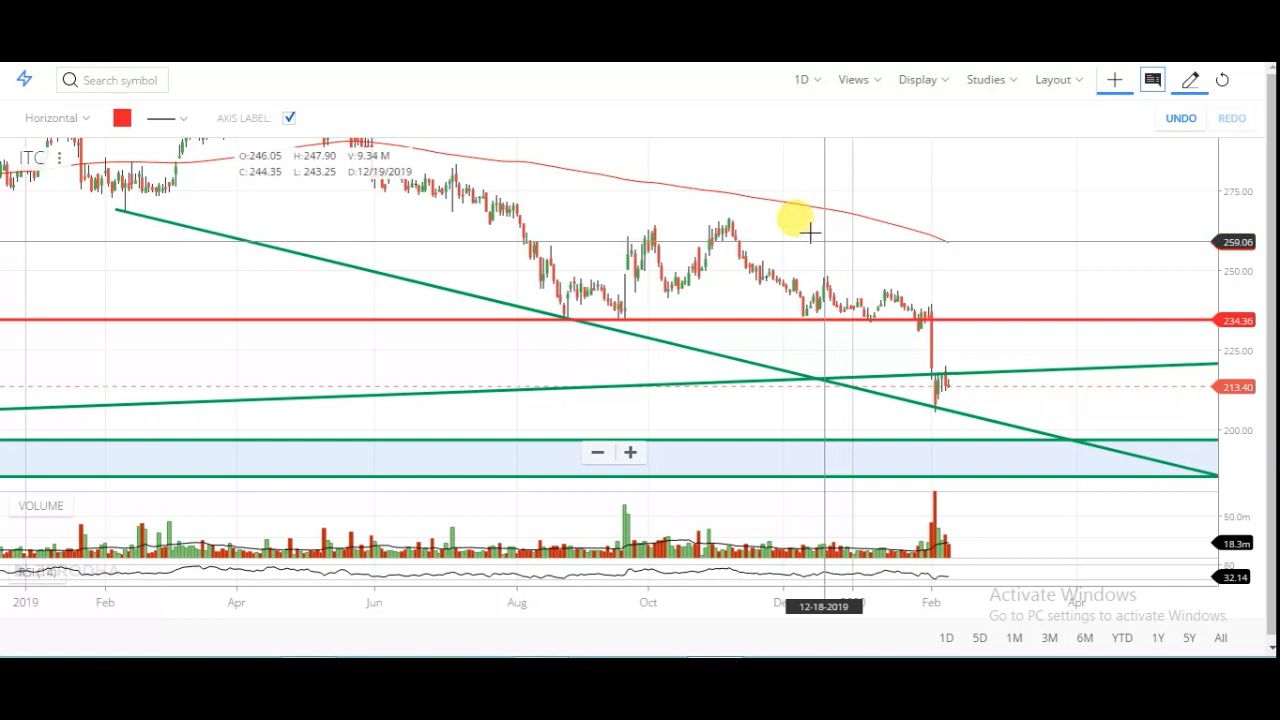 Search symbol
1D Views Display Studies Layout
Horizontal AXIS LABEL: UNDO REDO
ITC
O:246.05 H:247.90 V:9.34 M
C:244.35 L:243.25 D:12/19/2019
275.00
259.06
250.00
234.36
225.00
213.40
200.00
VOLUME
50.0m
18.3m
80
32.14
2019 Feb Apr Jun Aug Oct 12-18-2019 Feb Apr
Activate Windows
Go to PC settings to activate Windows.
1D 5D 1M 3M 6M YTD 1Y 5Y All